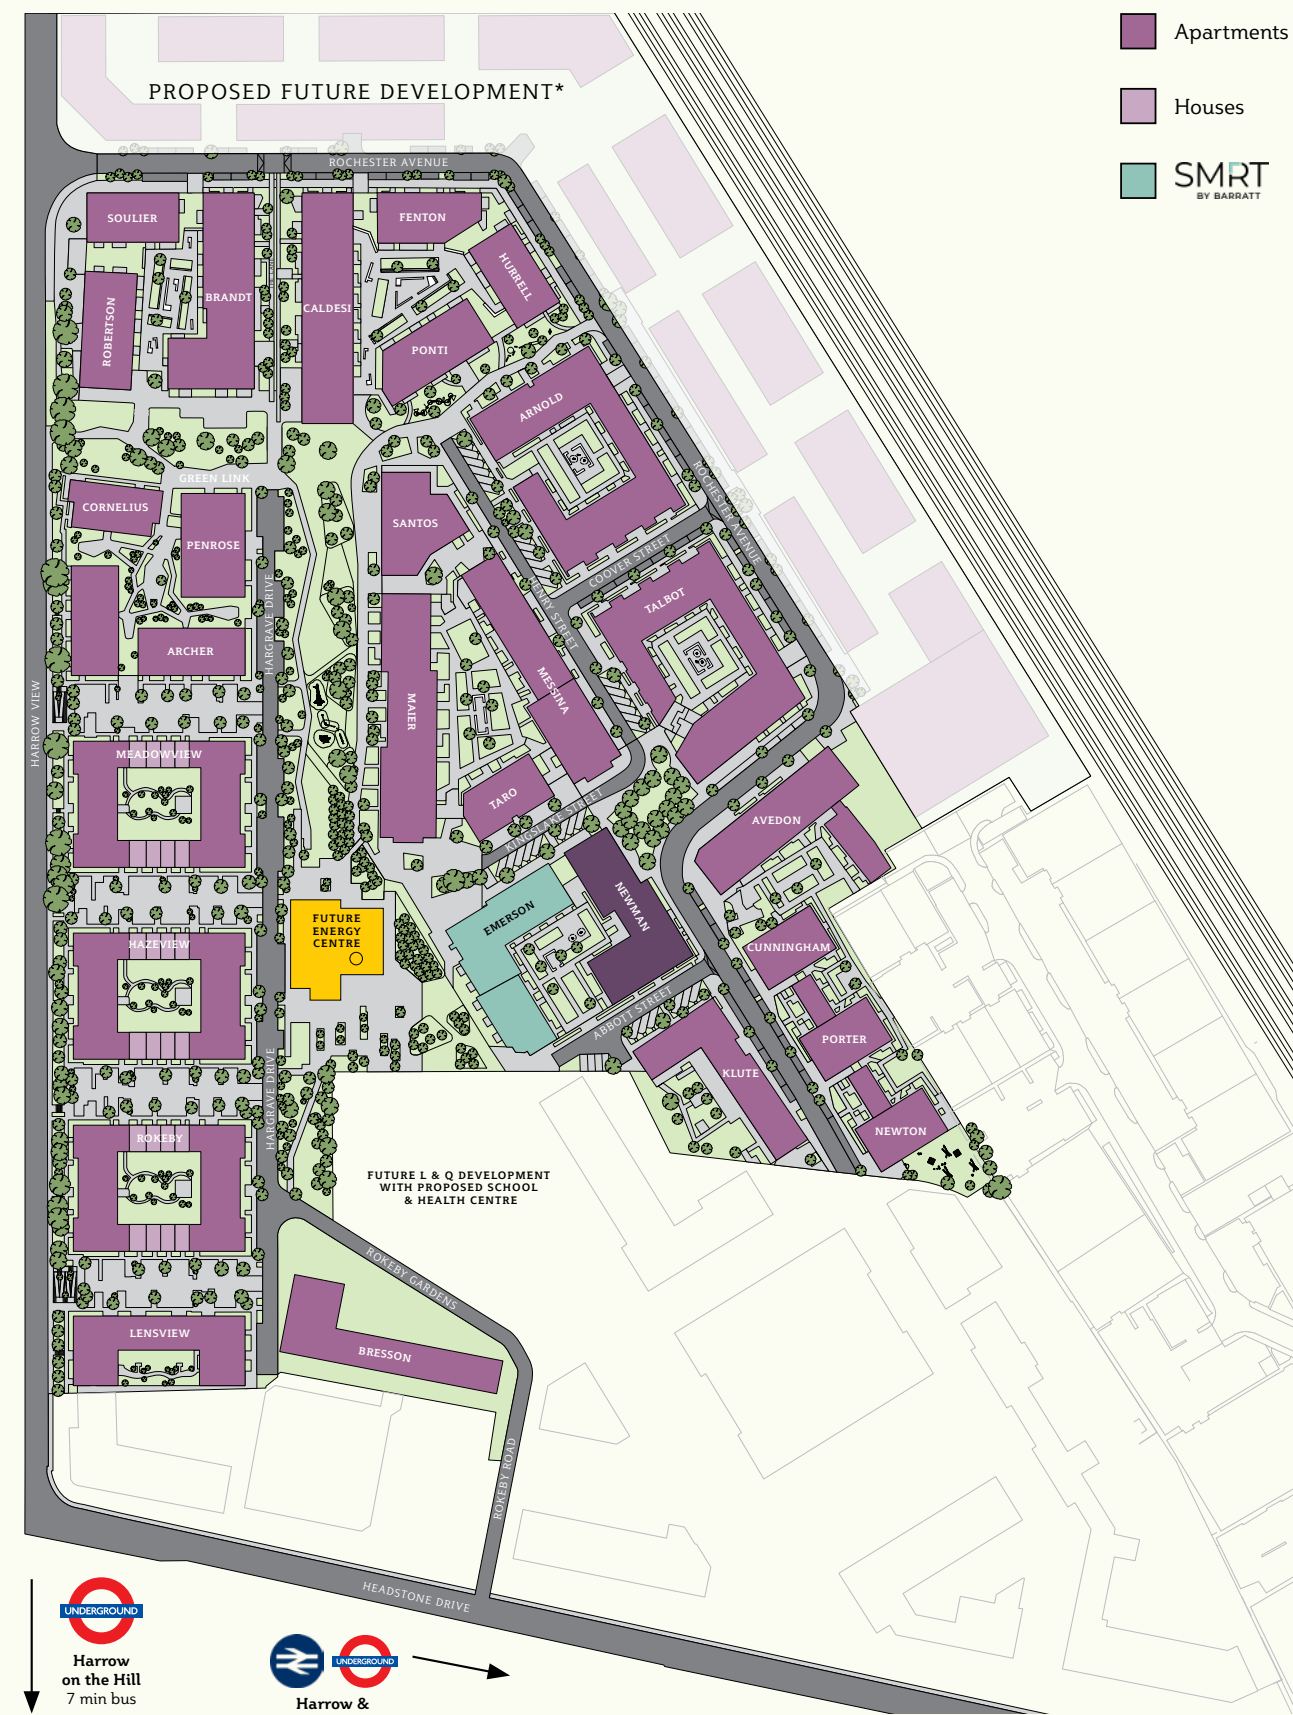 Apartments
Houses
SMRT
BY BARRATT
PROPOSED FUTURE DEVELOPMENT*
ROCHESTER AVENUE
SOULIER
FENTON
HURRELL
BRANDT
CALDESI
ROBERTSON
PONTI
ARNOLD
GREEN LINK
ROCHESTER AVENUE
CORNELIUS
SANTOS
PENROSE
COOVER STREET
HENRY STREET
TALBOT
HARGRAVE DRIVE
ARCHER
MESSINA
MAIER
HARROW VIEW
MEADOWVIEW
TARO
KINGSLAKE STREET
AVEDON
NEWMAN
EMERSON
FUTURE
ENERGY
CENTRE
HAZEVIEW
CUNNINGHAM
ABBOTT STREET
PORTER
KLUTE
HARGRAVE DRIVE
NEWTON
ROKEBY
FUTURE L & Q DEVELOPMENT
WITH PROPOSED SCHOOL
& HEALTH CENTRE
ROKEBY GARDENS
LENSVIEW
BRESSON
ROKEBY ROAD
HEADSTONE DRIVE
UNDERGROUND
Harrow
on the Hill
7 min bus
UNDERGROUND
Harrow &